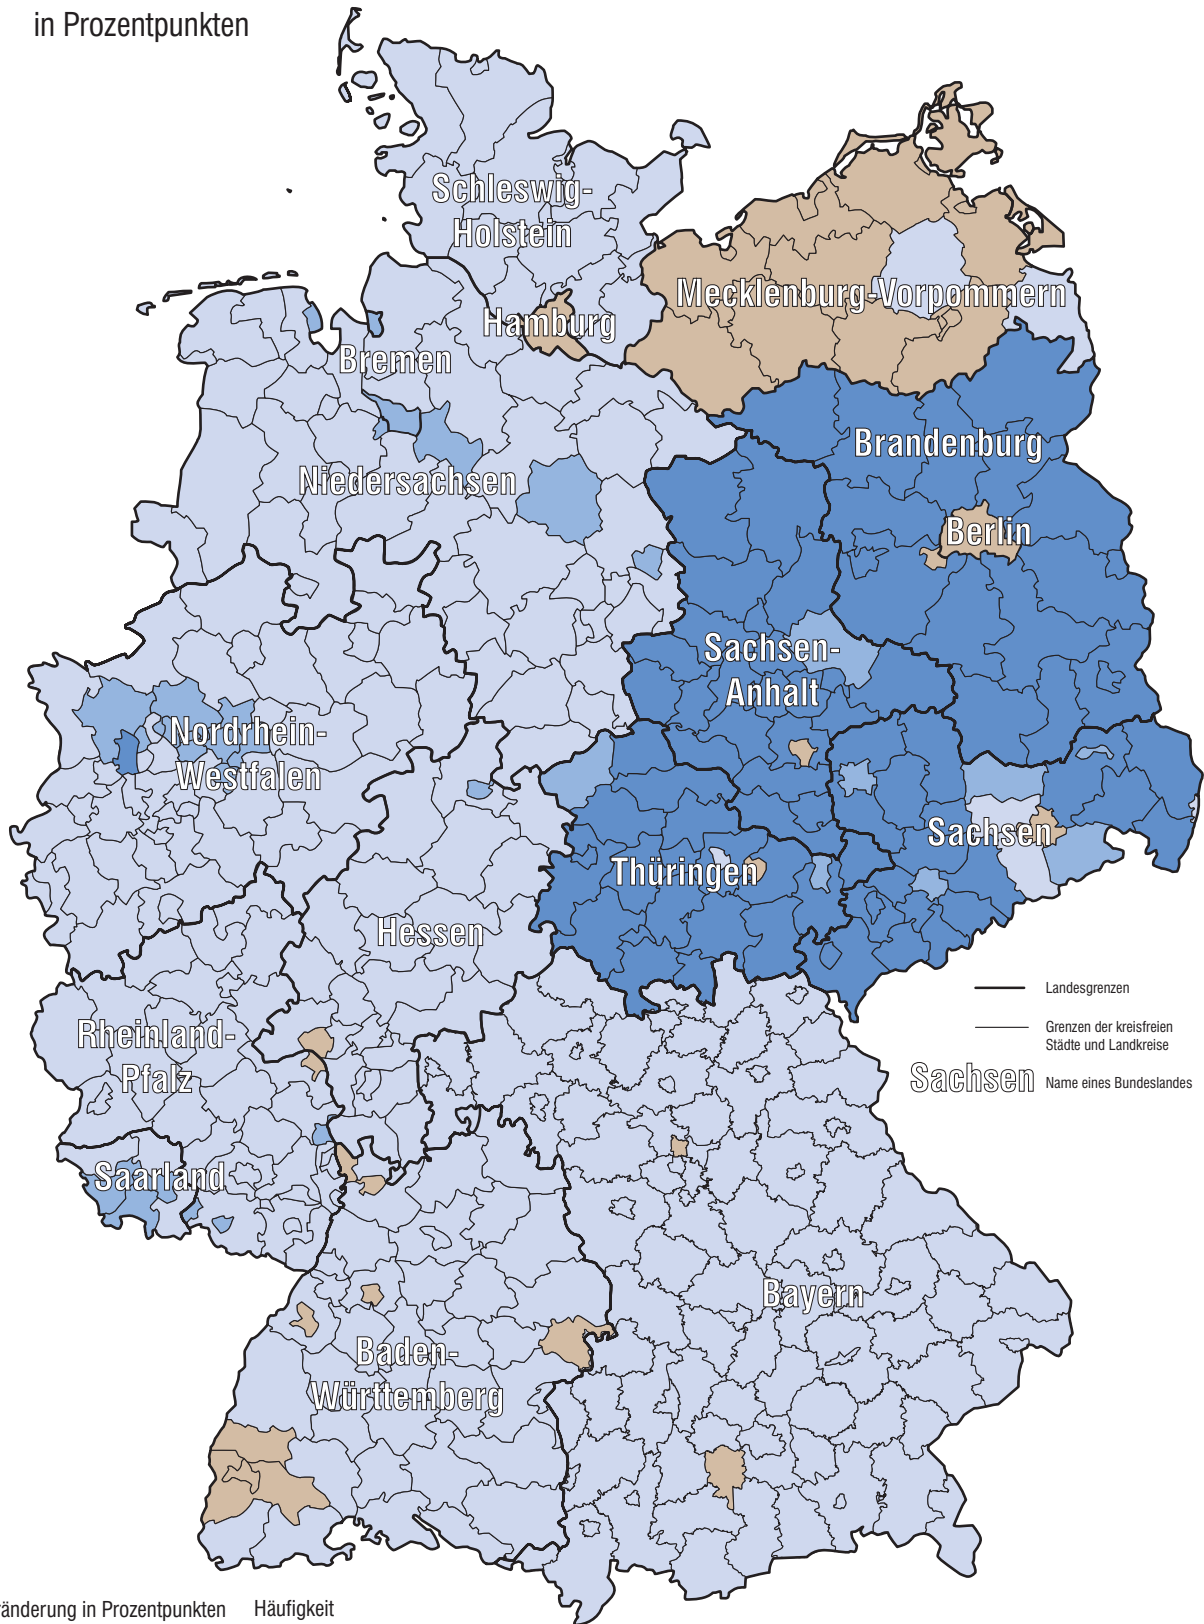 in Prozentpunkten
Schleswig-
Holstein
Mecklenburg-Vorpommern
Hamburg
Bremen
Brandenburg
Niedersachsen
Berlin
Sachsen-
Anhalt
Nordrhein-
Westfalen
Sachsen
Thüringen
Hessen
Landesgrenzen
Grenzen der kreisfreien
Städte und Landkreise
Sachsen Name eines Bundeslandes
Rheinland-
Pfalz
Saarland
Bayern
Baden-
Württemberg
ränderung in Prozentpunkten Häufigkeit